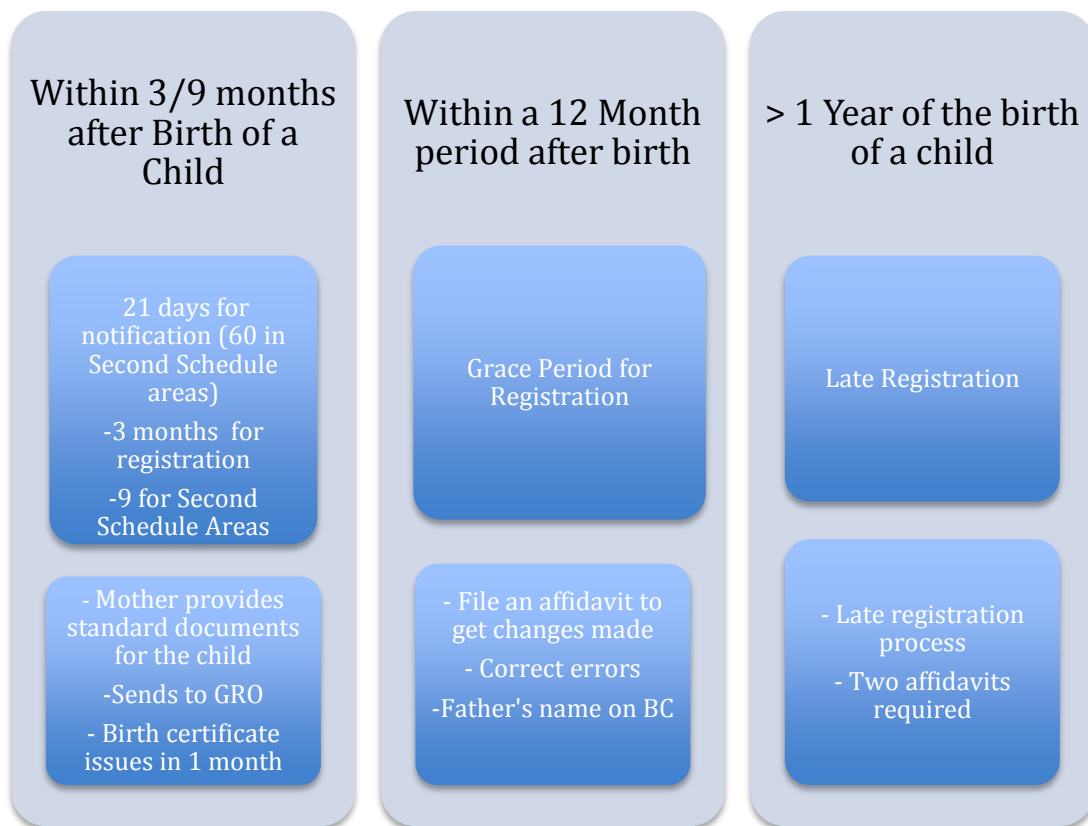 Within 3/9 months
after Birth of a
Child
21 days for
notification (60 in
Second Schedule
areas)
-3 months for
registration
-9 for Second
Schedule Areas
- Mother provides
standard documents
for the child
-Sends to GRO
- Birth certificate
issues in 1 month
Within a 12 Month
period after birth
Grace Period for
Registration
- File an affidavit to
get changes made
- Correct errors
-Father's name on BC
> 1 Year of the birth
of a child
Late Registration
- Late registration
process
- Two affidavits
required